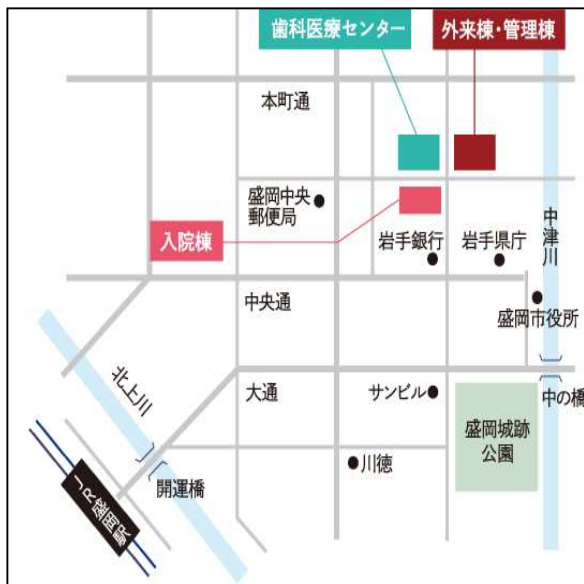 歯科医療センター
外来棟・管理棟
本町通
盛岡中央
郵便局
入院棟
岩手銀行
岩手県庁
中津川
中央通
盛岡市役所
北上川
大通
サンビル
中の橋
盛岡城跡
公園
川徳
開運橋
JR盛岡駅